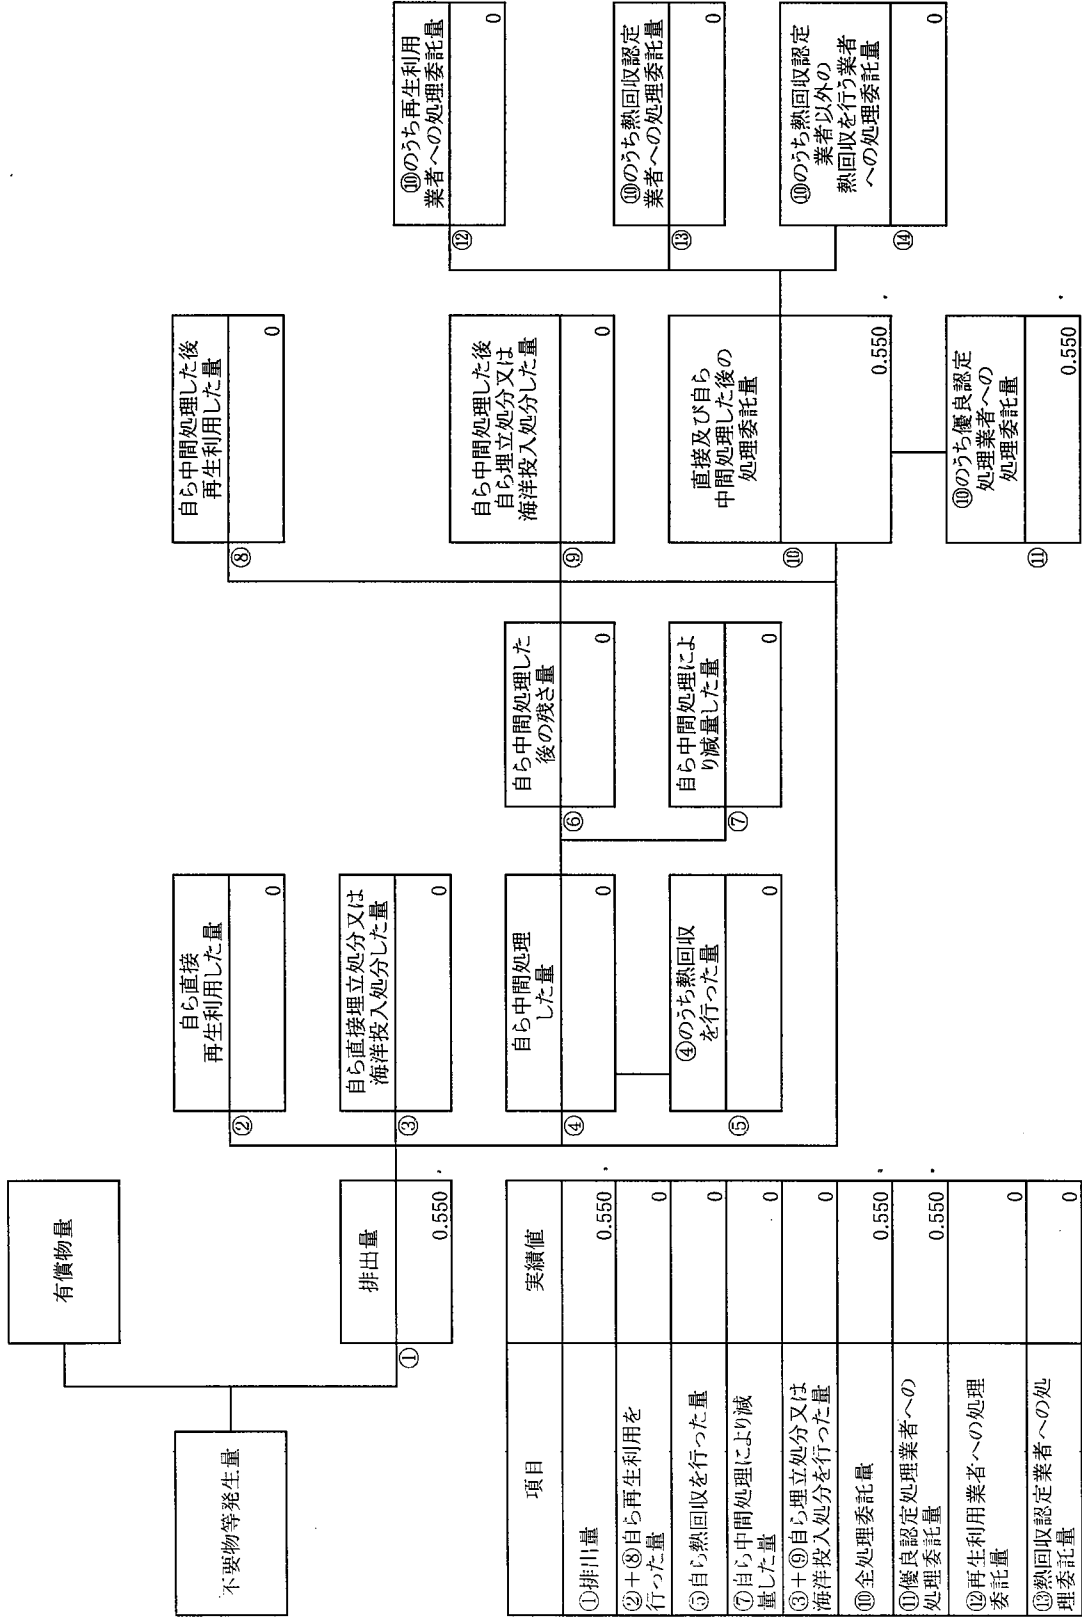 不要物等発生量
有償物量
①
排出量
0.550
②
自ら直接
再生利用した量
0
③
自ら直接埋立処分又は
海洋投入処分した量
0
④
自ら中間処理
した量
0
⑤
④のうち熱回収
を行った量
0
⑥
自ら中間処理した
後の残さ量
0
⑦
自ら中間処理によ
り減量した量
0
⑧
自ら中間処理した後
再生利用した量
0
⑨
自ら中間処理した後
自ら埋立処分又は
海洋投入処分した量
0
⑩
直接及び自ら
中間処理した後の
処理委託量
0.550
⑪
⑩のうち優良認定
処理業者への
処理委託量
0.550
⑫
⑩のうち再生利用
業者への処理委託量
0
⑬
⑩のうち熱回収認定
業者への処理委託量
0
⑭
⑩のうち熱回収認定
業者以外の
熱回収を行う業者
への処理委託量
0
項目 実績値
①排出量 0.550
②＋⑧自ら再生利用を
行った量 0
⑤自ら熱回収を行った量 0
⑦自ら中間処理により減
量した量 0
③＋⑨自ら埋立処分又は
海洋投入処分を行った量 0
⑩全処理委託量 0.550
⑪優良認定処理業者への
処理委託量 0.550
⑫再生利用業者への処理
委託量 0
⑬熱回収認定業者への処
理委託量 0